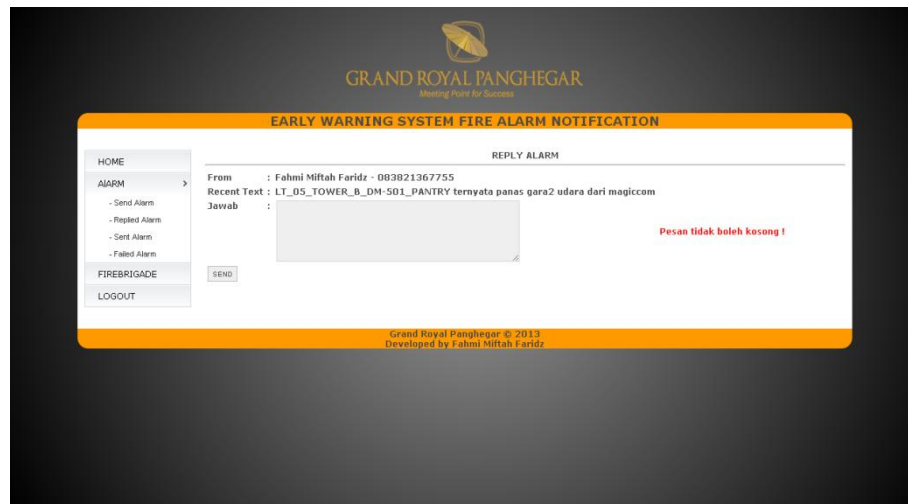 GRAND ROYAL PANGHEGAR
Meeting Point for Success
EARLY WARNING SYSTEM FIRE ALARM NOTIFICATION
HOME
ALARM >
- Send Alarm
- Replied Alarm
- Sent Alarm
- Failed Alarm
FIREBRIGADE
LOGOUT
REPLY ALARM
From : Fahmi Miftah Faridz - 083821367755
Recent Text : LT_05_TOWER_B_DM-501_PANTRY ternyata panas gara2 udara dari magiccom
Jawab :
Pesan tidak boleh kosong !
SEND
Grand Royal Panghegar © 2013
Developed by Fahmi Miftah Faridz